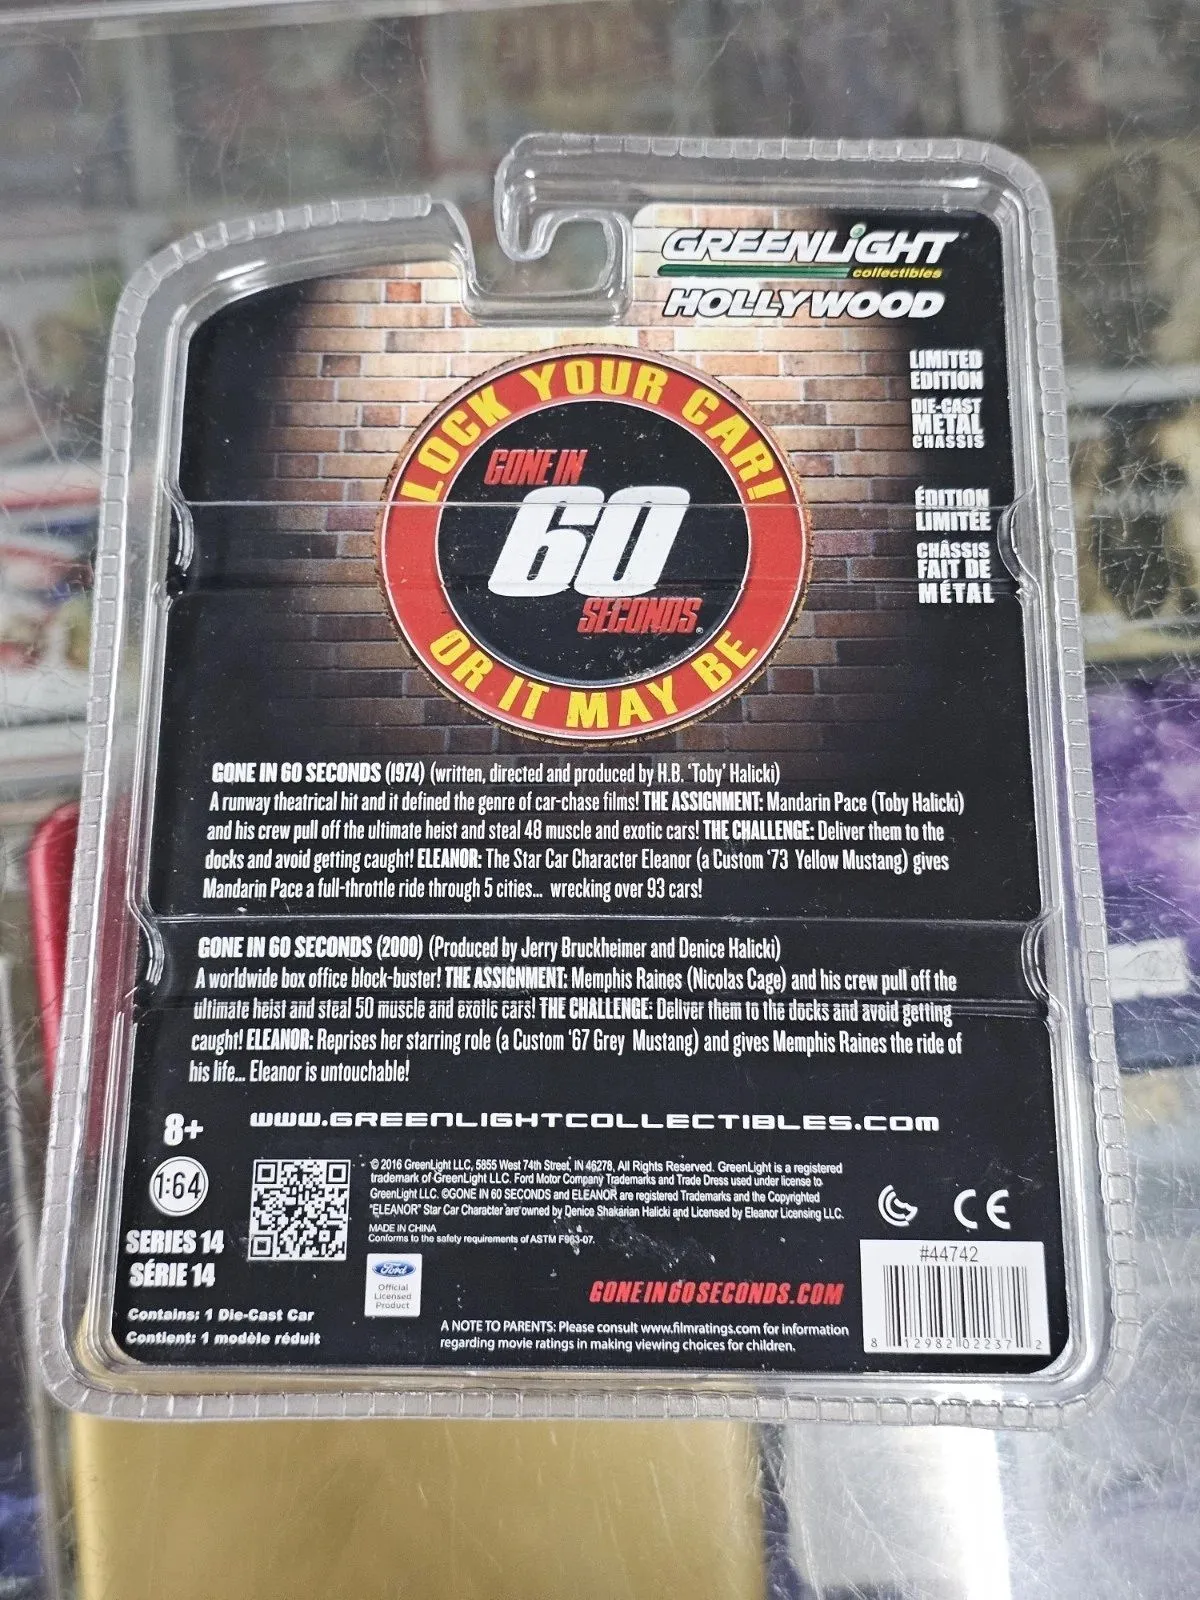 GREENLiGHT
collectibles
HOLLYWOOD
LIMITED
EDITION
DIE-CAST
METAL
CHASSIS
ÉDITION
LIMITÉE
CHÂSSIS
FAIT DE
MÉTAL
LOCK YOUR CAR!
GONE IN
60
SECONDS®
OR IT MAY BE
GONE IN 60 SECONDS (1974) (written, directed and produced by H.B. ‘Toby’ Halicki)
A runway theatrical hit and it defined the genre of car-chase films! THE ASSIGNMENT: Mandarin Pace (Toby Halicki)
and his crew pull off the ultimate heist and steal 48 muscle and exotic cars! THE CHALLENGE: Deliver them to the
docks and avoid getting caught! ELEANOR: The Star Car Character Eleanor (a Custom ‘73 Yellow Mustang) gives
Mandarin Pace a full-throttle ride through 5 cities... wrecking over 93 cars!
GONE IN 60 SECONDS (2000) (Produced by Jerry Bruckheimer and Denice Halicki)
A worldwide box office block-buster! THE ASSIGNMENT: Memphis Raines (Nicolas Cage) and his crew pull off the
ultimate heist and steal 50 muscle and exotic cars! THE CHALLENGE: Deliver them to the docks and avoid getting
caught! ELEANOR: Reprises her starring role (a Custom ‘67 Grey Mustang) and gives Memphis Raines the ride of
his life... Eleanor is untouchable!
8+
www.GREENLIGHTCOLLECTIBLES.COM
1:64
SERIES 14
SÉRIE 14
Contains: 1 Die-Cast Car
Contient: 1 modèle réduit
© 2016 GreenLight LLC, 5855 West 74th Street, IN 46278, All Rights Reserved. GreenLight is a registered
trademark of GreenLight LLC. Ford Motor Company Trademarks and Trade Dress used under license to
GreenLight LLC. ©GONE IN 60 SECONDS and ELEANOR are registered Trademarks and the Copyrighted
"ELEANOR" Star Car Character are owned by Denice Shakarian Halicki and Licensed by Eleanor Licensing LLC.
MADE IN CHINA
Conforms to the safety requirements of ASTM F963-07.
CE
Ford
Official
Licensed
Product
GONEIN60SECONDS.COM
A NOTE TO PARENTS: Please consult www.filmratings.com for information
regarding movie ratings in making viewing choices for children.
#44742
8 12982 02237 2